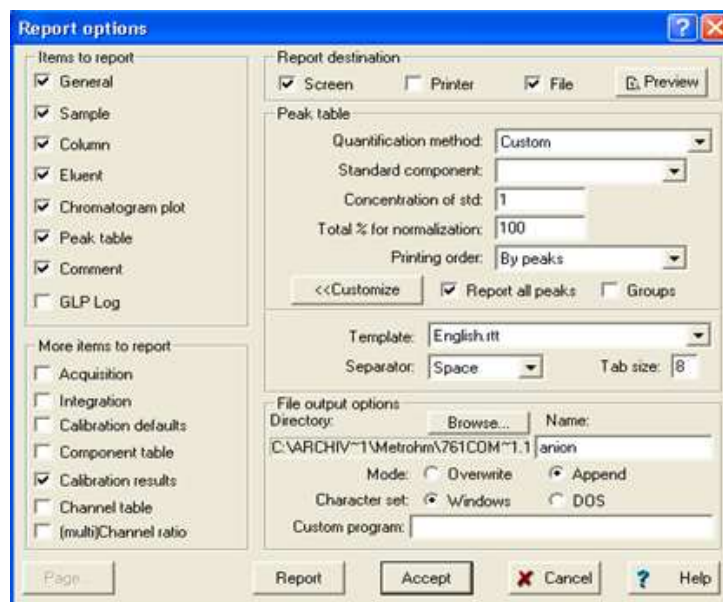 Report options
Items to report
General
Sample
Column
Eluent
Chromatogram plot
Peak table
Comment
GLP Log
More items to report
Acquisition
Integration
Calibration defaults
Component table
Calibration results
Channel table
(multi)Channel ratio
Page...
Report destination
Screen Printer File Preview
Peak table
Quantification method: Custom
Standard component:
Concentration of std: 1
Total % for normalization: 100
Printing order: By peaks
<<Customize Report all peaks Groups
Template: English.rtt
Separator: Space Tab size: 8
File output options
Directory: Browse... Name:
C:\ARCHIV~1\Metrohm\761COM~1.1 anion
Mode: Overwrite Append
Character set: Windows DOS
Custom program:
Report Accept Cancel ? Help